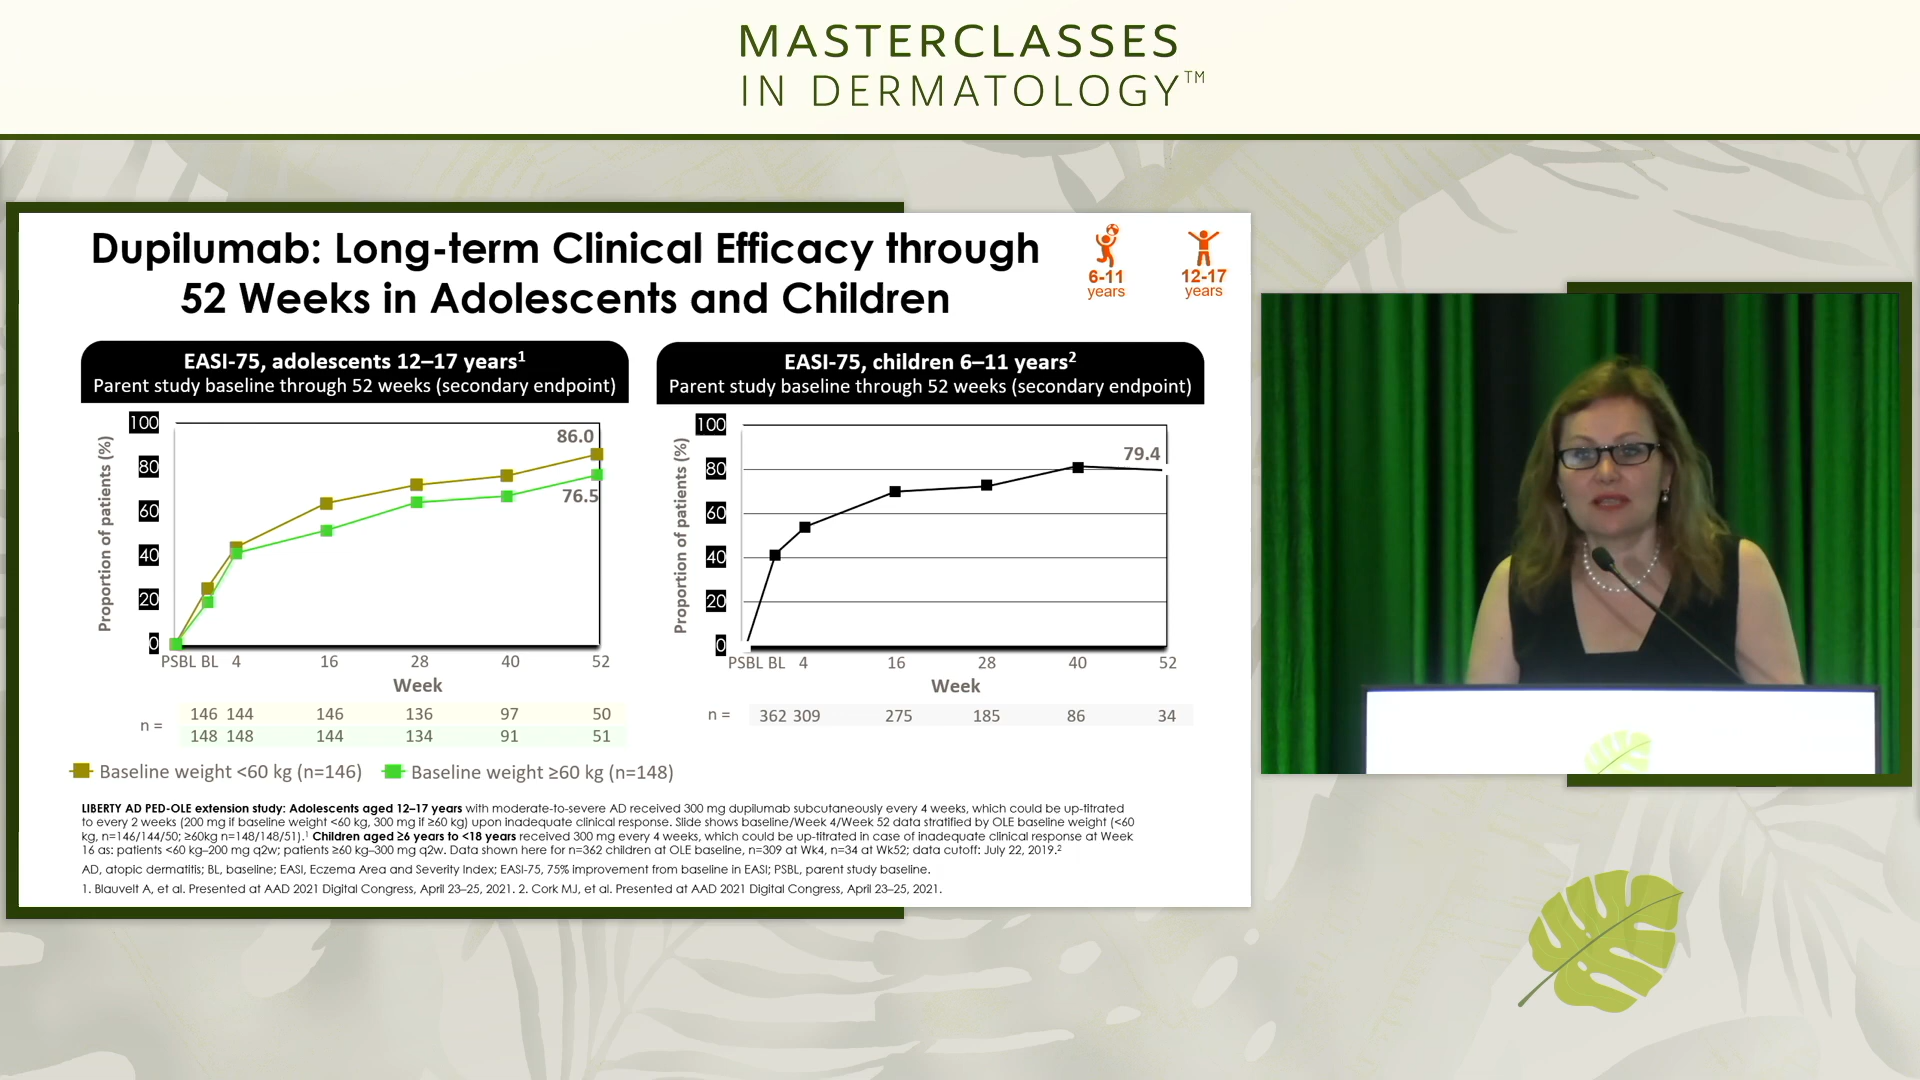 MASTERCLASSES
IN DERMATOLOGY™
Dupilumab: Long-term Clinical Efficacy through
52 Weeks in Adolescents and Children
6-11
years
12-17
years
EASI-75, adolescents 12–17 years1
Parent study baseline through 52 weeks (secondary endpoint)
Proportion of patients (%)
100
80
60
40
20
0
86.0
76.5
PSBL BL 4 16 28 40 52
Week
n =
146 144 146 136 97 50
148 148 144 134 91 51
Baseline weight <60 kg (n=146)
Baseline weight ≥60 kg (n=148)
EASI-75, children 6–11 years2
Parent study baseline through 52 weeks (secondary endpoint)
Proportion of patients (%)
100
80
60
40
20
0
79.4
PSBL BL 4 16 28 40 52
Week
n = 362 309 275 185 86 34
LIBERTY AD PED-OLE extension study: Adolescents aged 12–17 years with moderate-to-severe AD received 300 mg dupilumab subcutaneously every 4 weeks, which could be up-titrated
to every 2 weeks (200 mg if baseline weight <60 kg, 300 mg if ≥60 kg) upon inadequate clinical response. Slide shows baseline/Week 4/Week 52 data stratified by OLE baseline weight (<60
kg, n=146/144/50; ≥60kg n=148/148/51).1 Children aged ≥6 years to <18 years received 300 mg every 4 weeks, which could be up-titrated in case of inadequate clinical response at Week
16 as: patients <60 kg–200 mg q2w; patients ≥60 kg–300 mg q2w. Data shown here for n=362 children at OLE baseline, n=309 at Wk4, n=34 at Wk52; data cutoff: July 22, 2019.2
AD, atopic dermatitis; BL, baseline; EASI, Eczema Area and Severity Index; EASI-75, 75% improvement from baseline in EASI; PSBL, parent study baseline.
1. Blauvelt A, et al. Presented at AAD 2021 Digital Congress, April 23–25, 2021. 2. Cork MJ, et al. Presented at AAD 2021 Digital Congress, April 23–25, 2021.